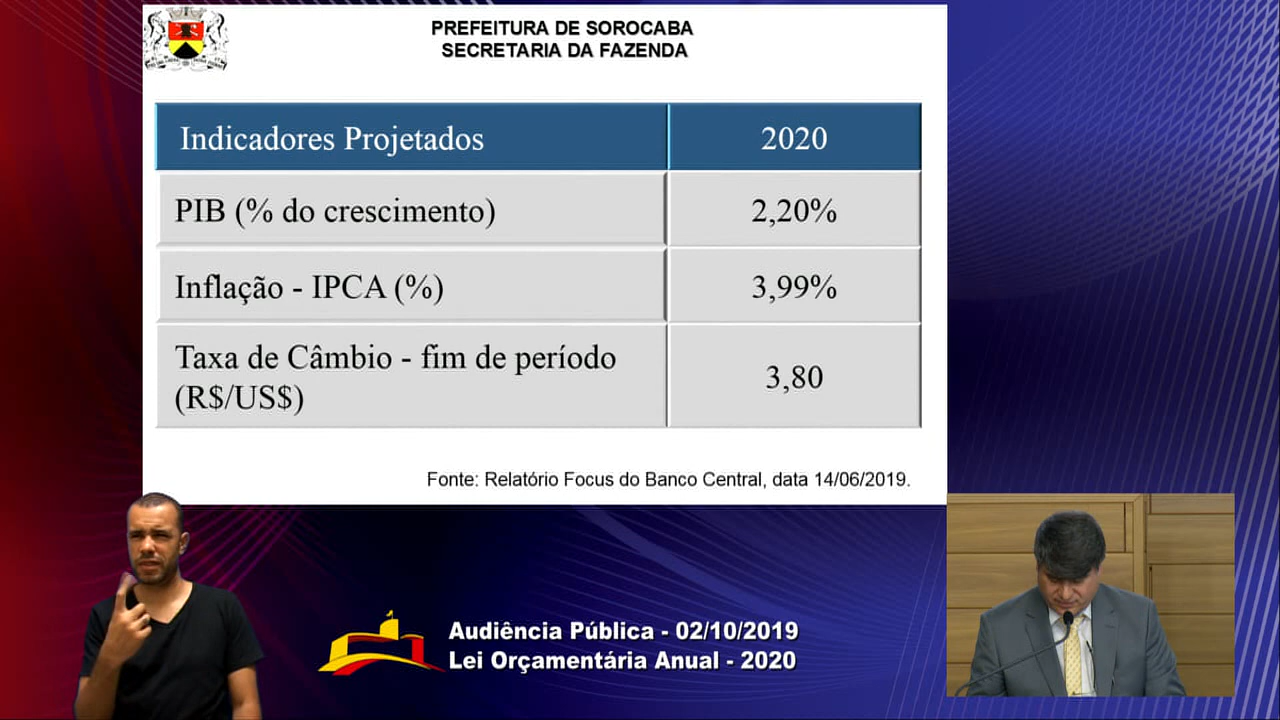 PREFEITURA DE SOROCABA
SECRETARIA DA FAZENDA
Indicadores Projetados 2020
PIB (% do crescimento) 2,20%
Inflação - IPCA (%) 3,99%
Taxa de Câmbio - fim de período
(R$/US$) 3,80
Fonte: Relatório Focus do Banco Central, data 14/06/2019.
Audiência Pública - 02/10/2019
Lei Orçamentária Anual - 2020